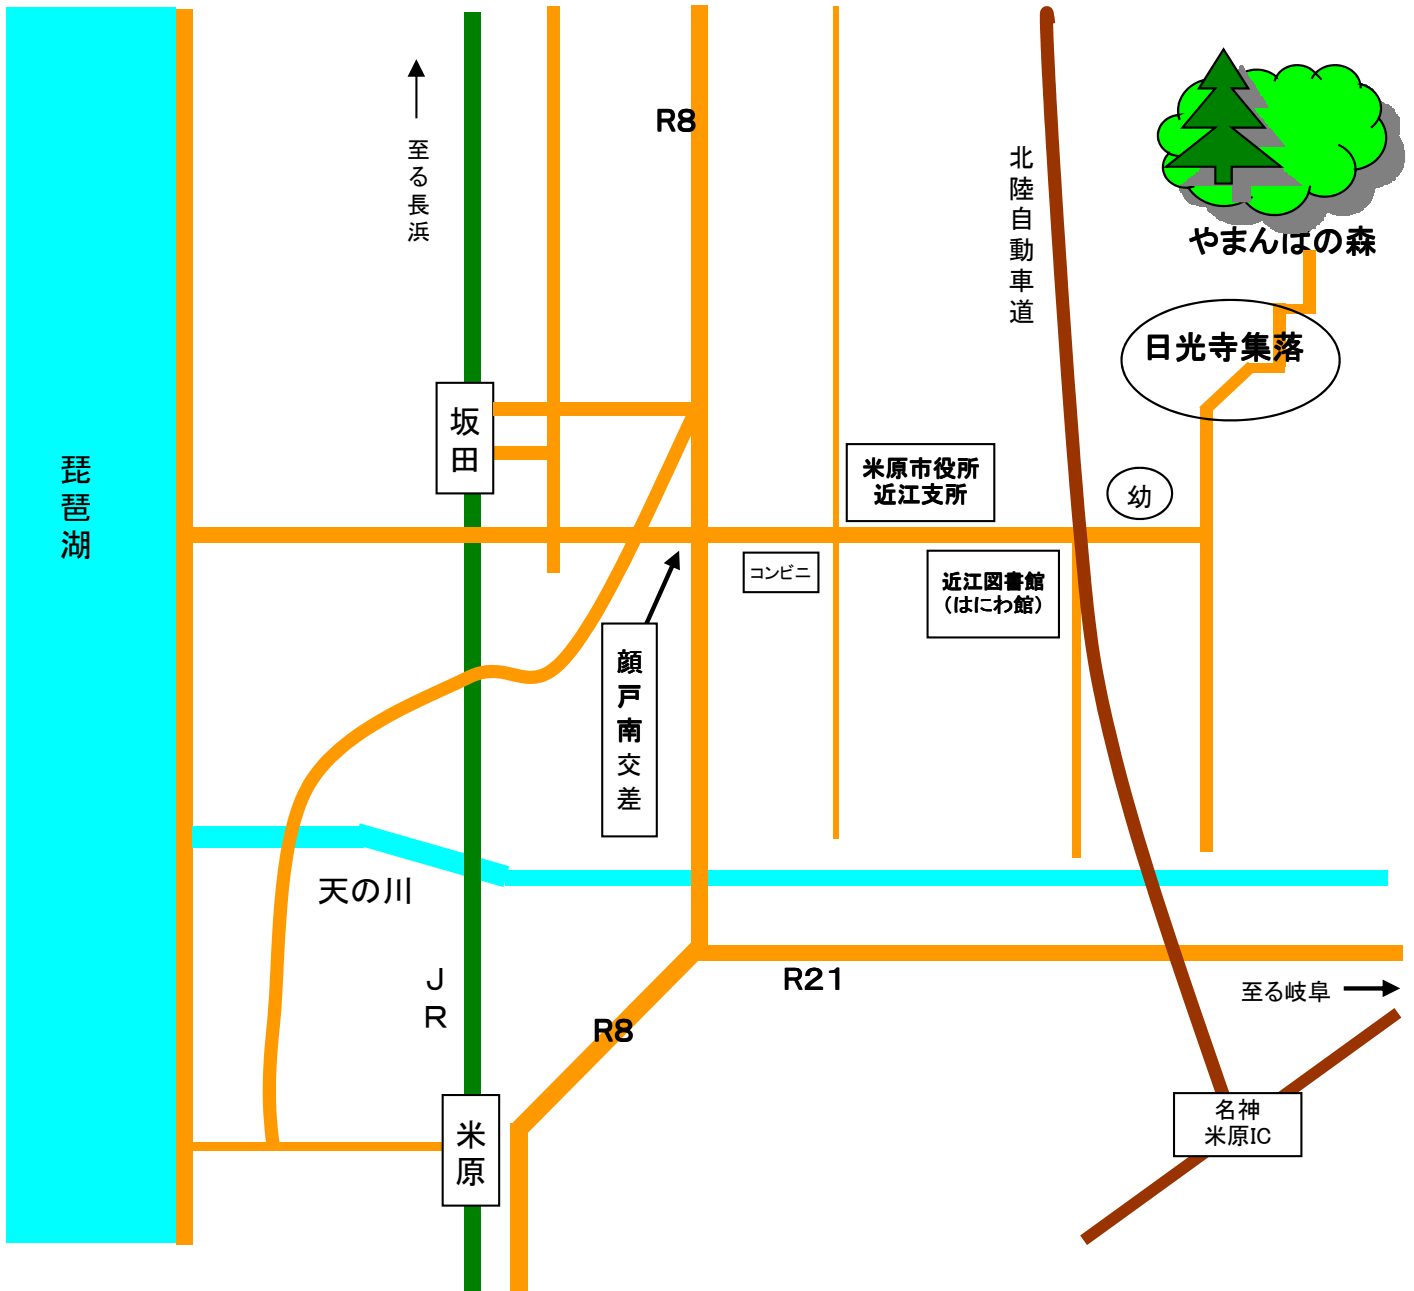 R8
至る長浜
北陸自動車道
やまんばの森
日光寺集落
坂田
琵琶湖
米原市役所
近江支所
幼
コンビニ
近江図書館
（はにわ館）
顔戸南交差
天の川
JR
R21
至る岐阜
R8
米原
名神
米原IC